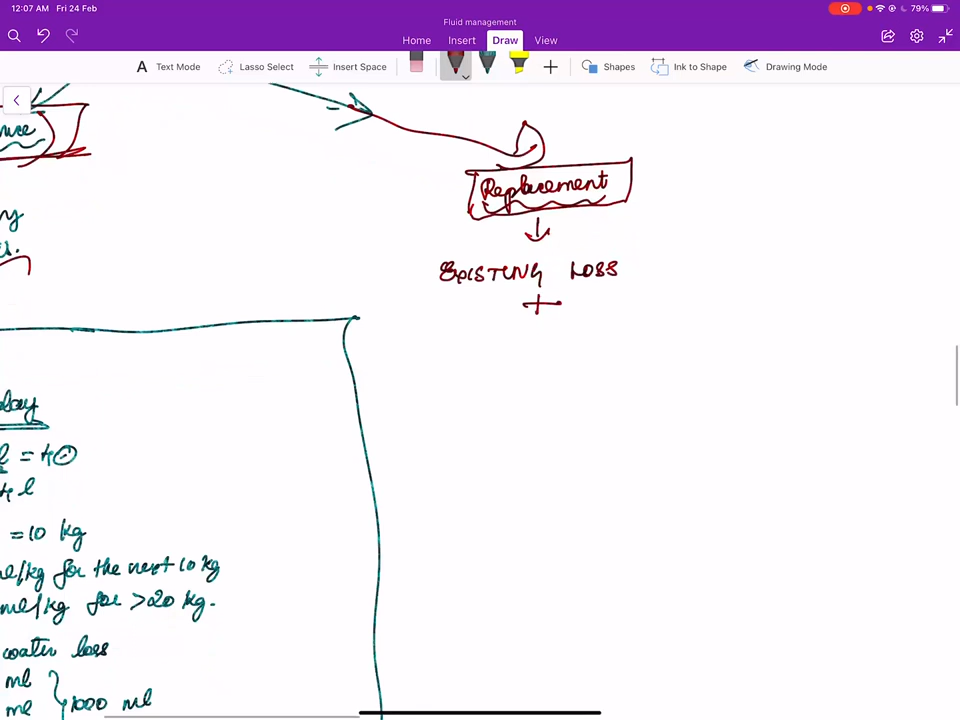 12:07 AM Fri 24 Feb
79%
Fluid management
Home Insert Draw View
Text Mode Lasso Select Insert Space Shapes Ink to Shape Drawing Mode
Replacement
EXISTING LOSS
+
day
= 10 kg
ml/kg for the next 10 kg
ml/kg for >20 kg.
water loss
ml
ml
1000 ml